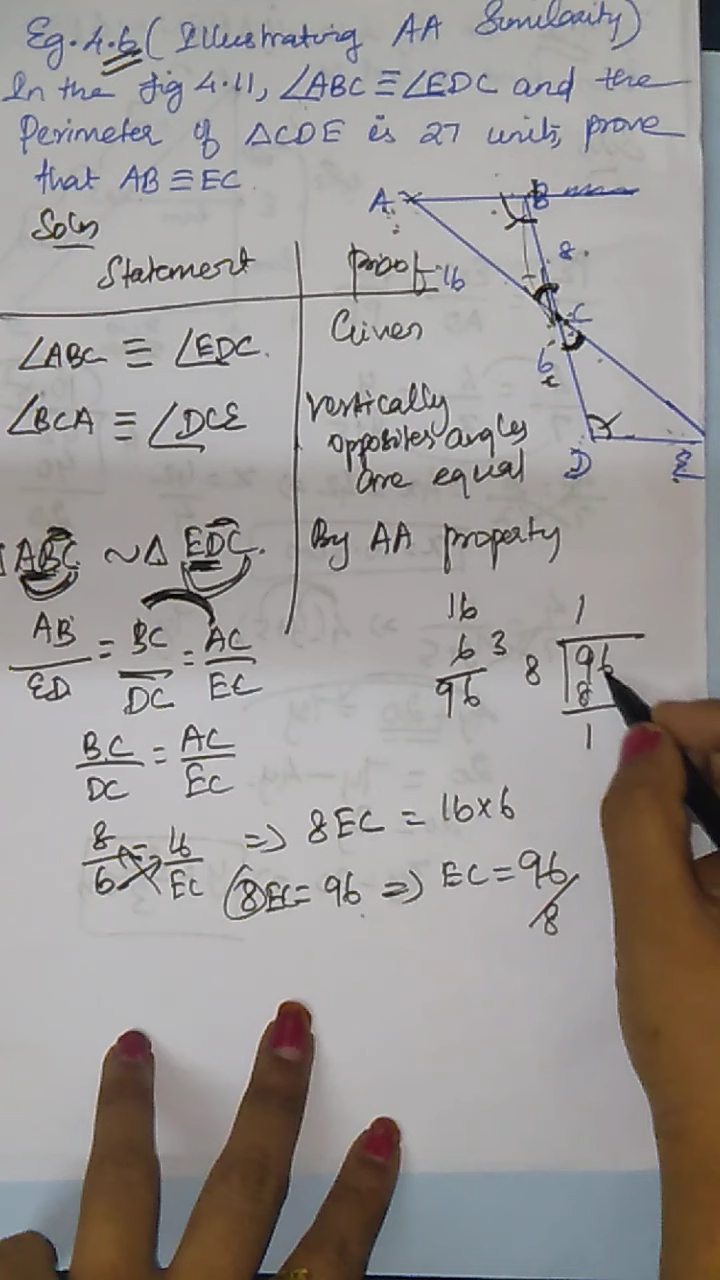 Eg. 4.6 (Illustrating AA Similarity)
In the fig 4.11, ∠ABC ≡ ∠EDC and the
Perimeter of ΔCDE is 27 units, prove
that AB ≡ EC.
Soln
Statement
Proof
A
B
16
8
C
6
D
E
∠ABC ≡ ∠EDC.
Given
∠BCA ≡ ∠DCE
Vertically
opposites angles
are equal
ABC ~ Δ EDC.
By AA property
AB/ED = BC/DC = AC/EC
BC/DC = AC/EC
8/6 = 16/EC ⇒ 8EC = 16×6
8EC = 96 ⇒ EC = 96/8
16
6 3
96
1
8 96
8
1